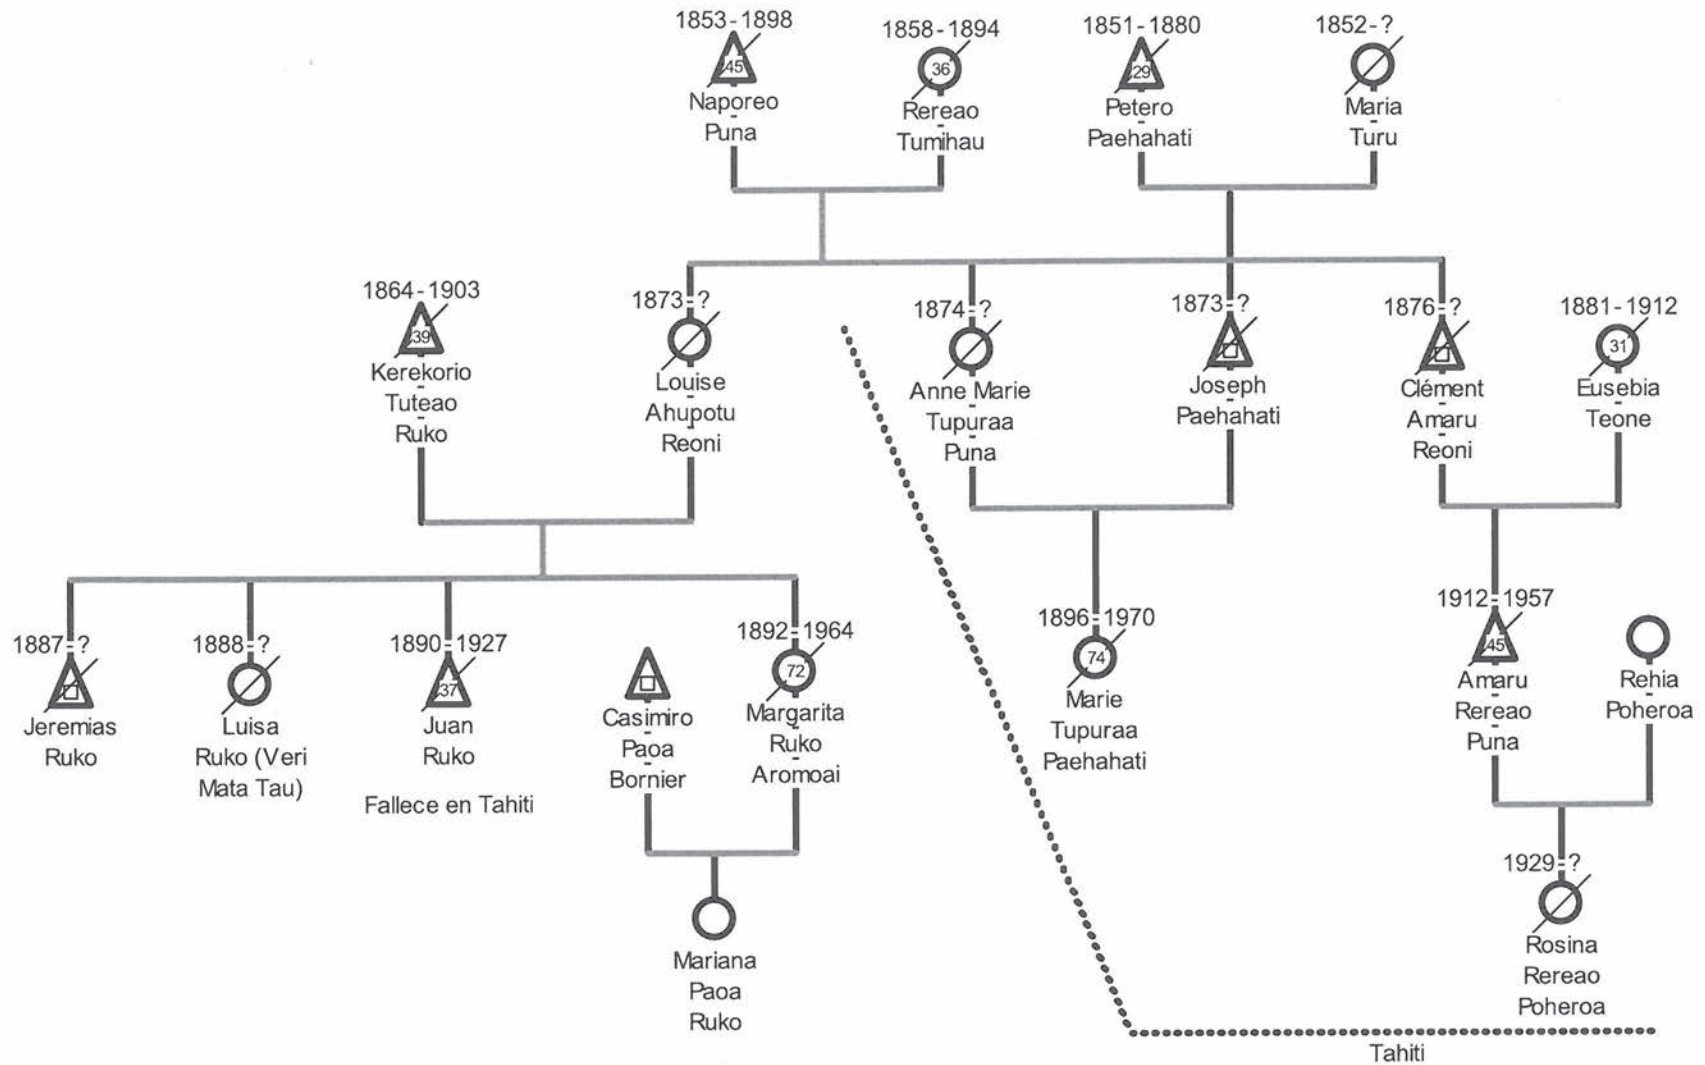 1853-1898
45
Naporeo
Puna
1858-1894
36
Rereao
Tumihau
1851-1880
29
Petero
Paehahati
1852-?
Maria
Turu
1864-1903
39
Kerekorio
Tuteao
Ruko
1873-?
Louise
Ahupotu
Reoni
1874-?
Anne Marie
Tupuraa
Puna
1873-?
Joseph
Paehahati
1876-?
Clément
Amaru
Reoni
1881-1912
31
Eusebia
Teone
1887-?
Jeremias
Ruko
1888-?
Luisa
Ruko (Veri
Mata Tau)
1890-1927
37
Juan
Ruko
Fallece en Tahiti
Casimiro
Paoa
Bornier
1892-1964
72
Margarita
Ruko
Aromoai
1896-1970
74
Marie
Tupuraa
Paehahati
1912-1957
45
Amaru
Rereao
Puna
Rehia
Poheroa
Mariana
Paoa
Ruko
1929-?
Rosina
Rereao
Poheroa
Tahiti